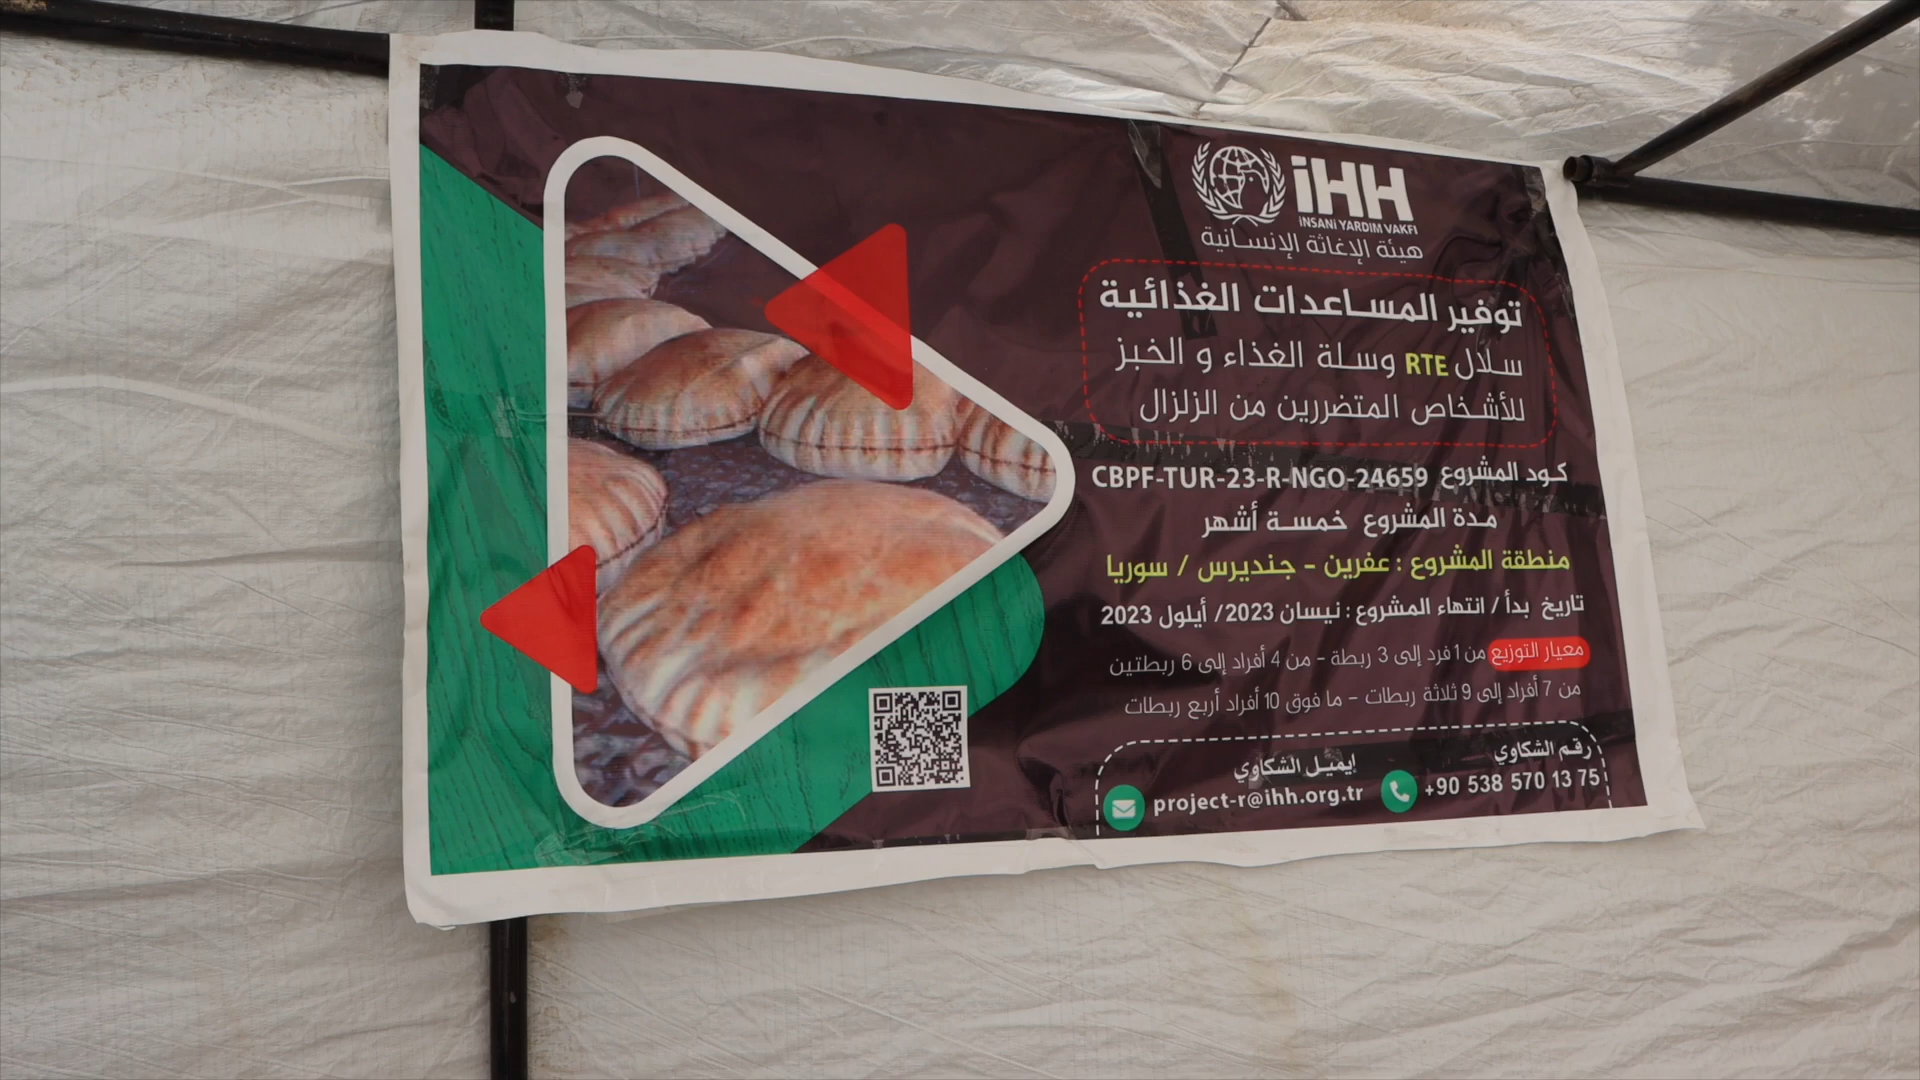 iHH
İNSANİ YARDIM VAKFI
هيئة الإغاثة الإنسانية
توفير المساعدات الغذائية
سلال RTE وسلة الغذاء و الخبز
للأشخاص المتضررين من الزلزال
كود المشروع CBPF-TUR-23-R-NGO-24659
مدة المشروع خمسة أشهر
منطقة المشروع : عفرين - جنديرس / سوريا
تاريخ بدأ / انتهاء المشروع : نيسان 2023/ أيلول 2023
معيار التوزيع من 1 فرد إلى 3 ربطة - من 4 أفراد إلى 6 ربطتين
من 7 أفراد إلى 9 ثلاثة ربطات - ما فوق 10 أفراد أربع ربطات
رقم الشكاوي
+90 538 570 13 75
إيميل الشكاوي
project-r@ihh.org.tr